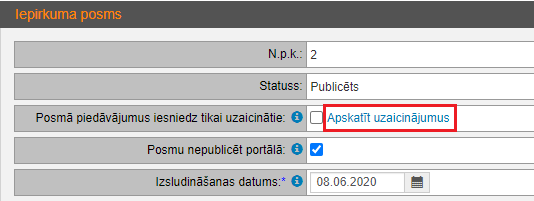 Iepirkuma posms
N.p.k.: 2
Statuss: Publicēts
Posmā piedāvājumus iesniedz tikai uzaicinātie: Apskatīt uzaicinājumus
Posmu nepublicēt portālā:
Izsludināšanas datums:* 08.06.2020